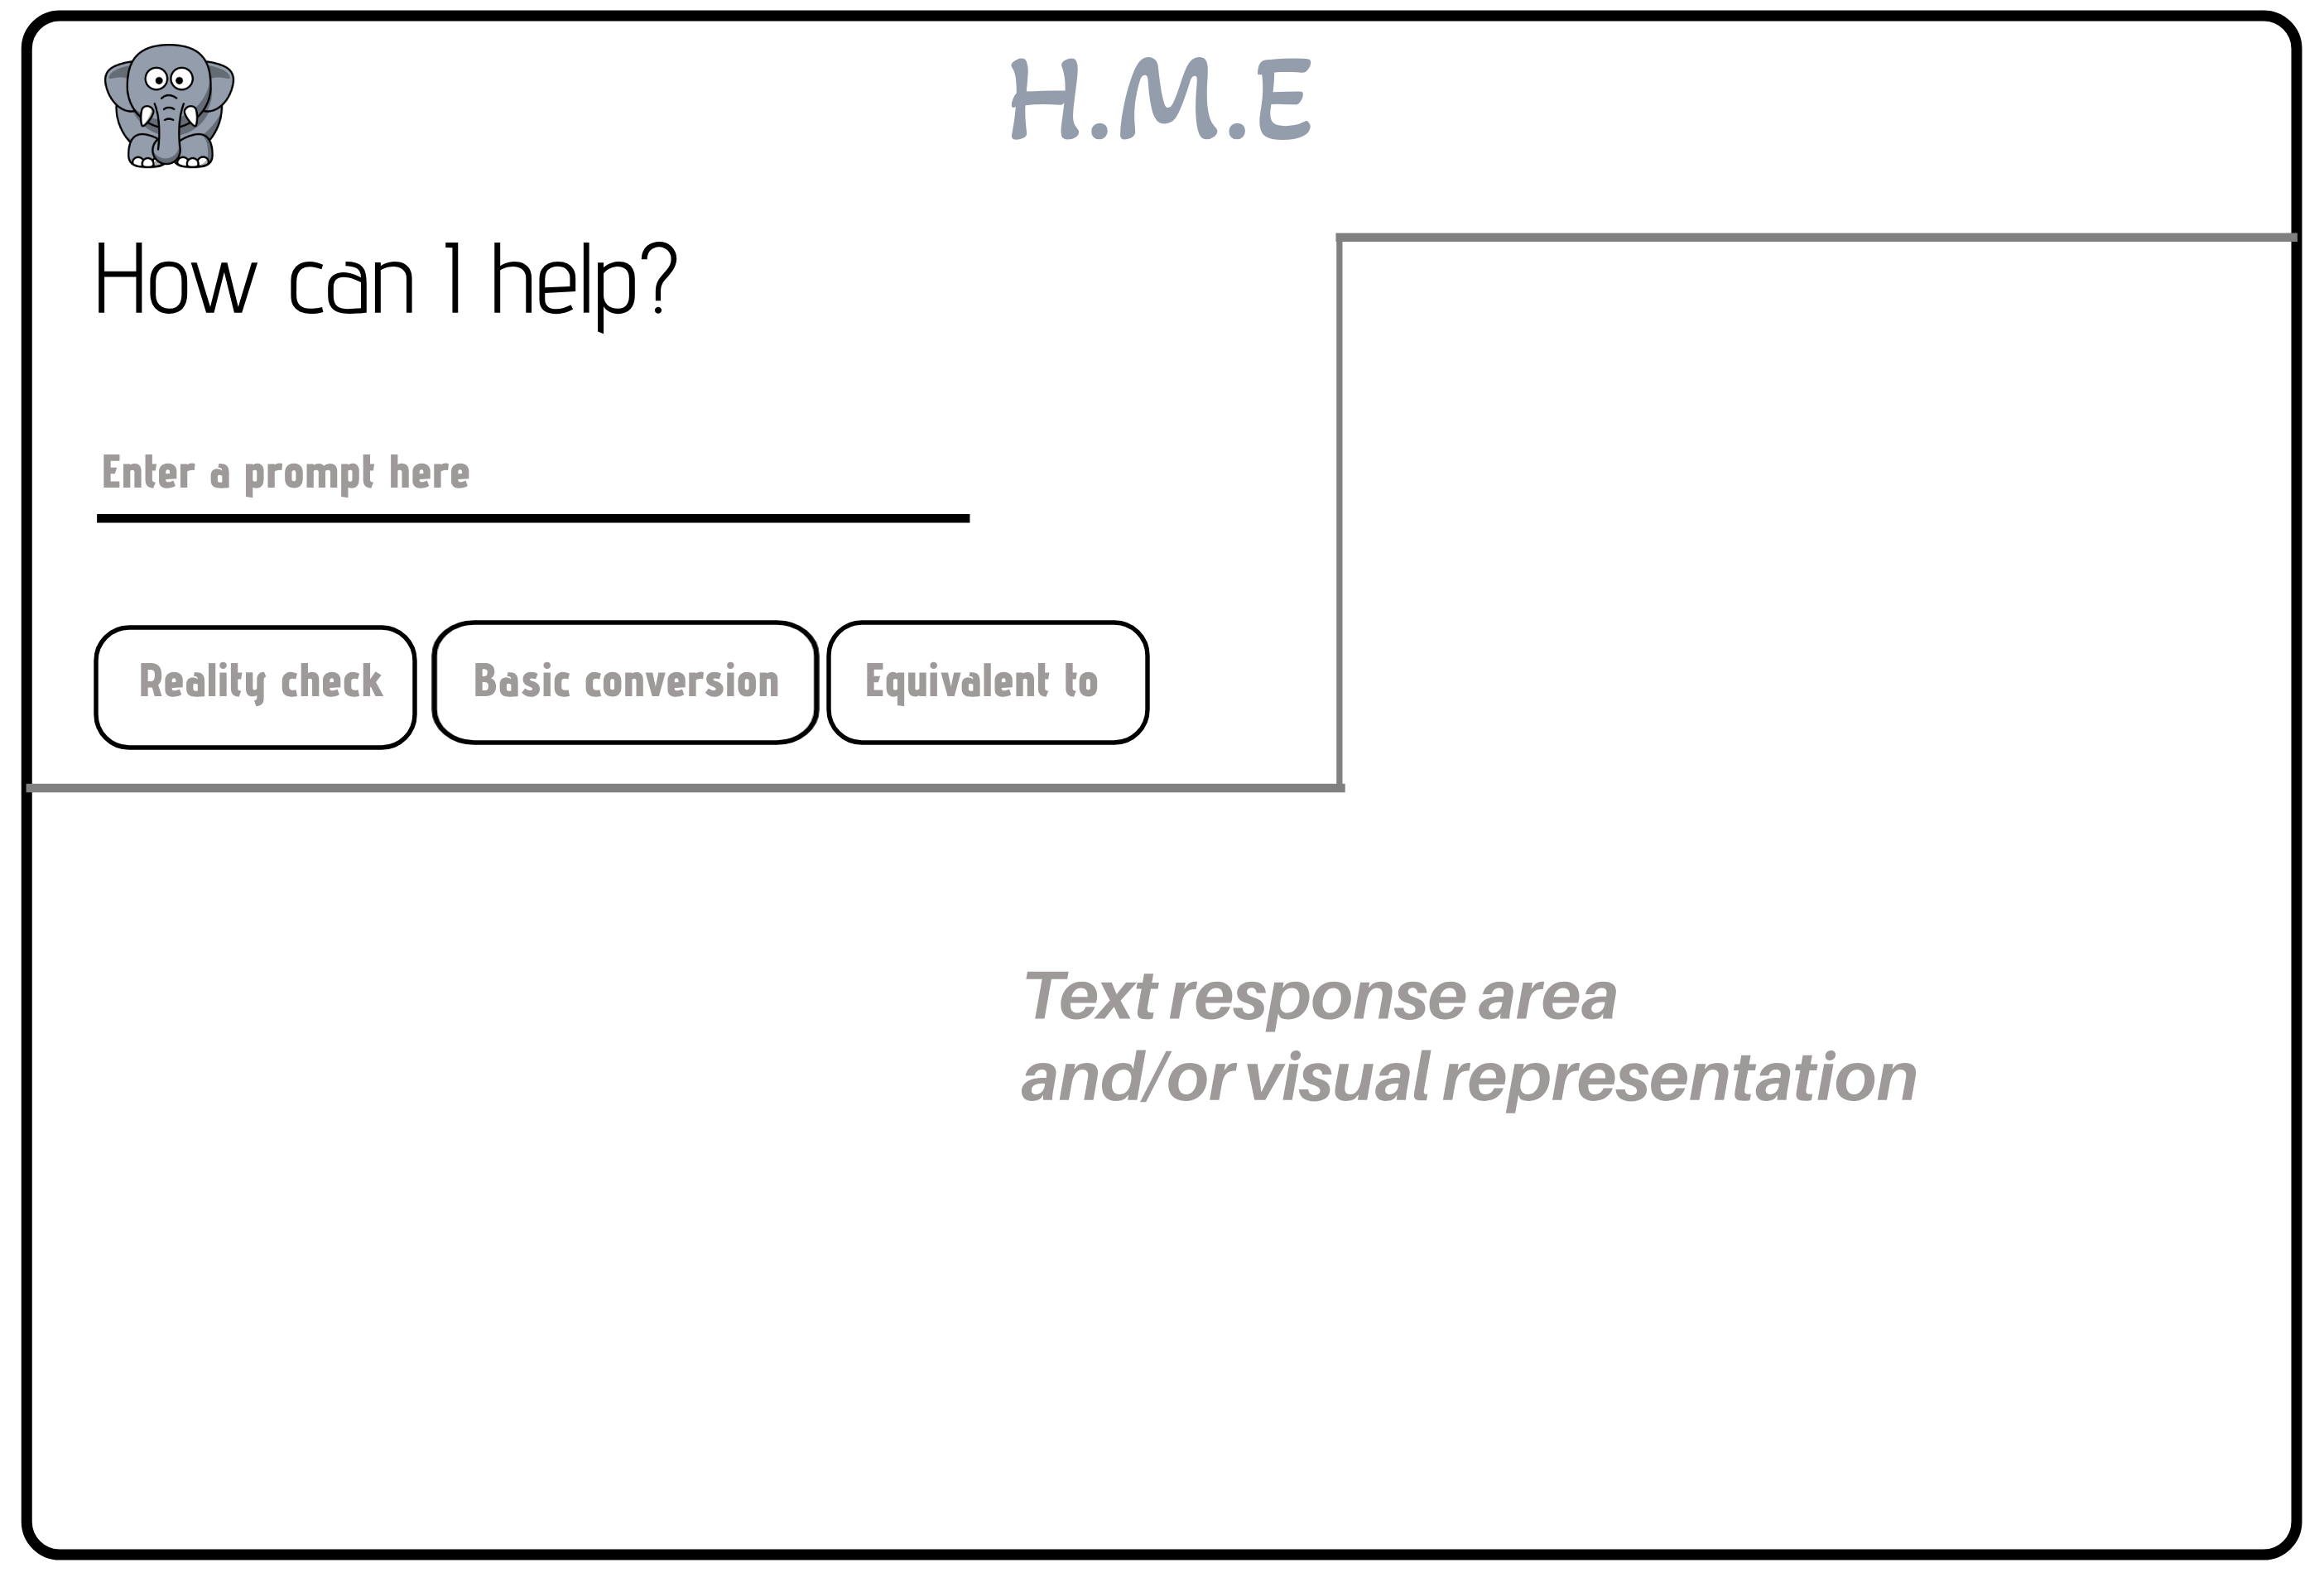 H.M.E
How can I help?
Enter a prompt here
Reality check
Basic conversion
Equivalent to
Text response area
and/or visual representation